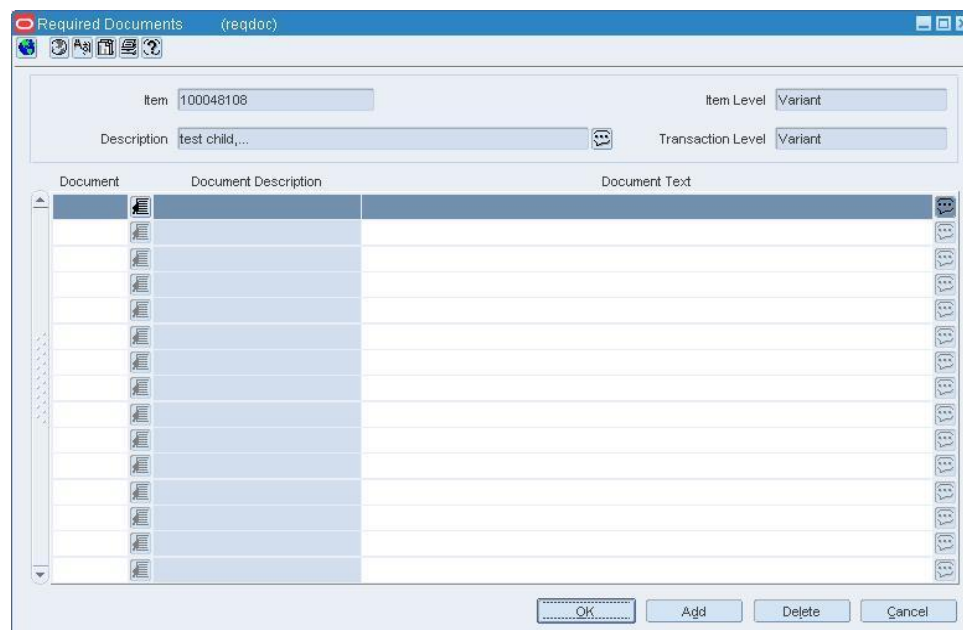 Required Documents (reqdoc)
Item 100048108 Item Level Variant
Description test child,... Transaction Level Variant
Document Document Description Document Text
OK Add Delete Cancel